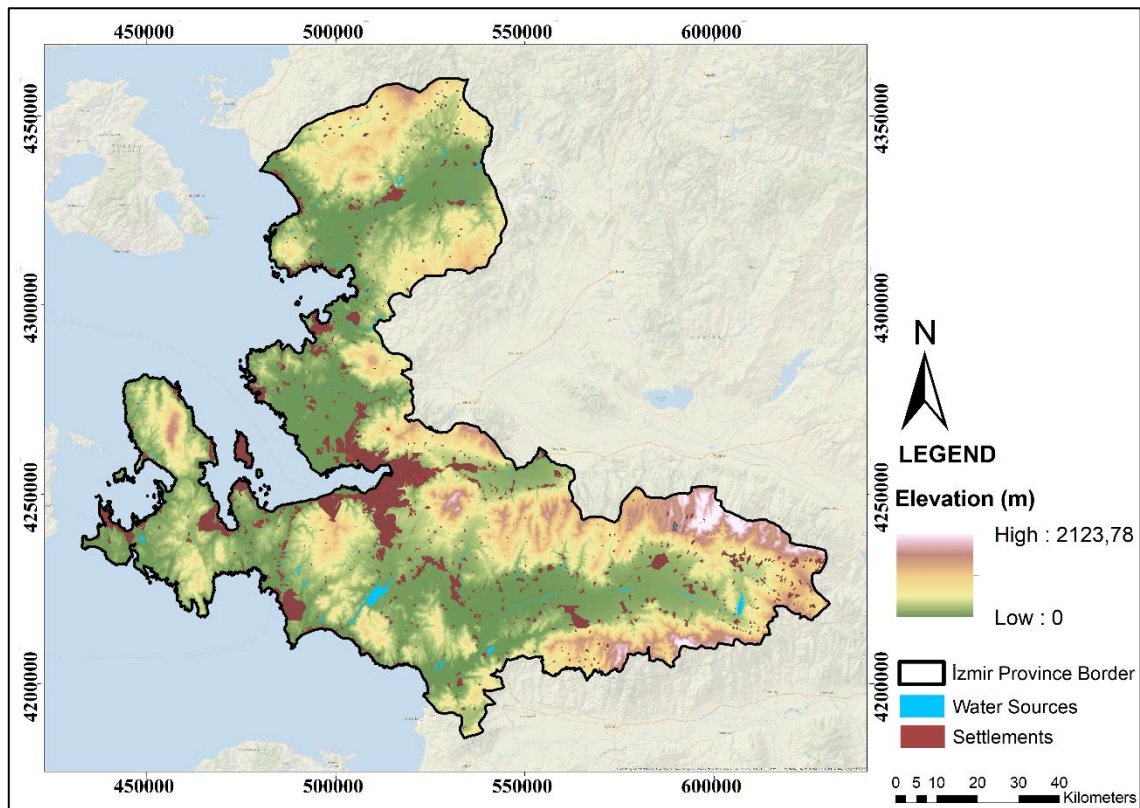 450000 500000 550000 600000
4350000 4350000
4300000 4300000
4250000 4250000
4200000 4200000
450000 500000 550000 600000
N
LEGEND
Elevation (m)
High : 2123,78
Low : 0
İzmir Province Border
Water Sources
Settlements
0 5 10 20 30 40
Kilometers